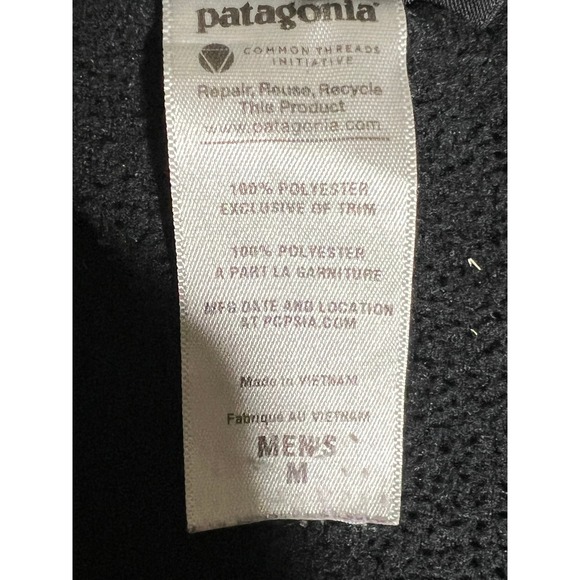 patagonia®
COMMON THREADS
INITIATIVE
Repair, Reuse, Recycle
This Product
www.patagonia.com
100% POLYESTER
EXCLUSIVE OF TRIM
100% POLYESTER
A PART LA GARNITURE
MFG DATE AND LOCATION
AT PCPSIA.COM
Made in VIETNAM
Fabriqué AU VIETNAM
MEN'S
M